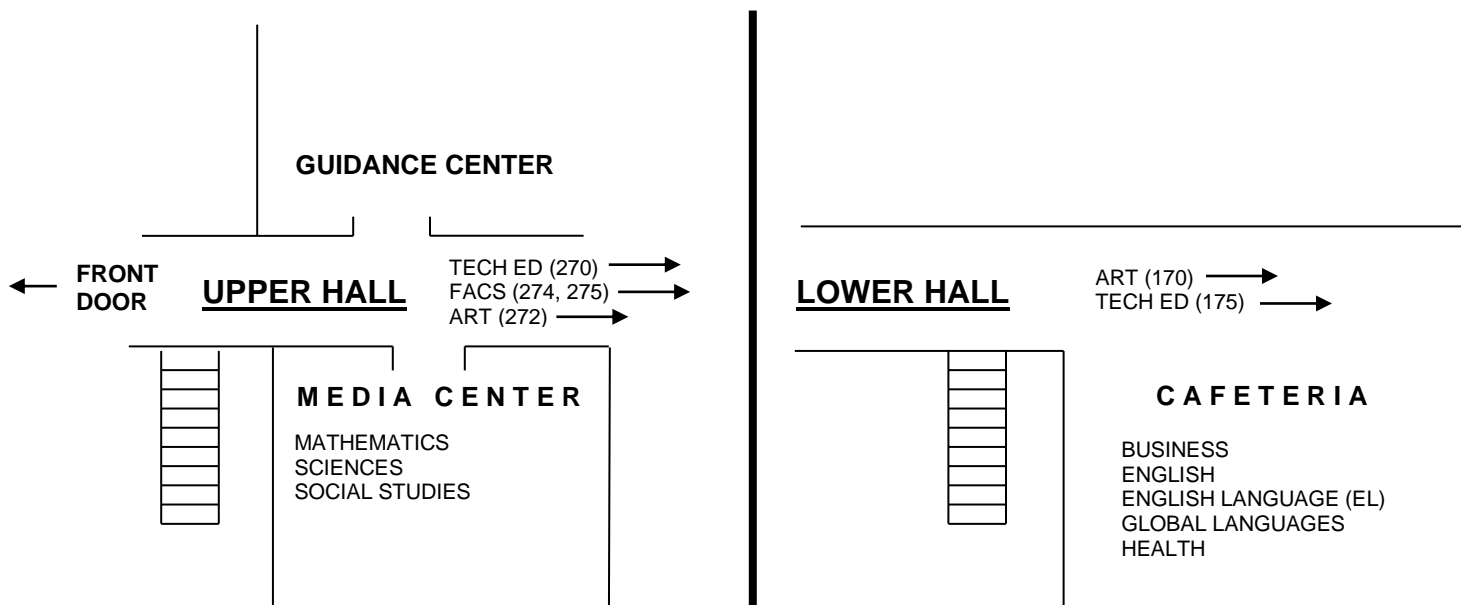 GUIDANCE CENTER
FRONT
DOOR
UPPER HALL
TECH ED (270)
FACS (274, 275)
ART (272)
MEDIA CENTER
MATHEMATICS
SCIENCES
SOCIAL STUDIES
LOWER HALL
ART (170)
TECH ED (175)
CAFETERIA
BUSINESS
ENGLISH
ENGLISH LANGUAGE (EL)
GLOBAL LANGUAGES
HEALTH